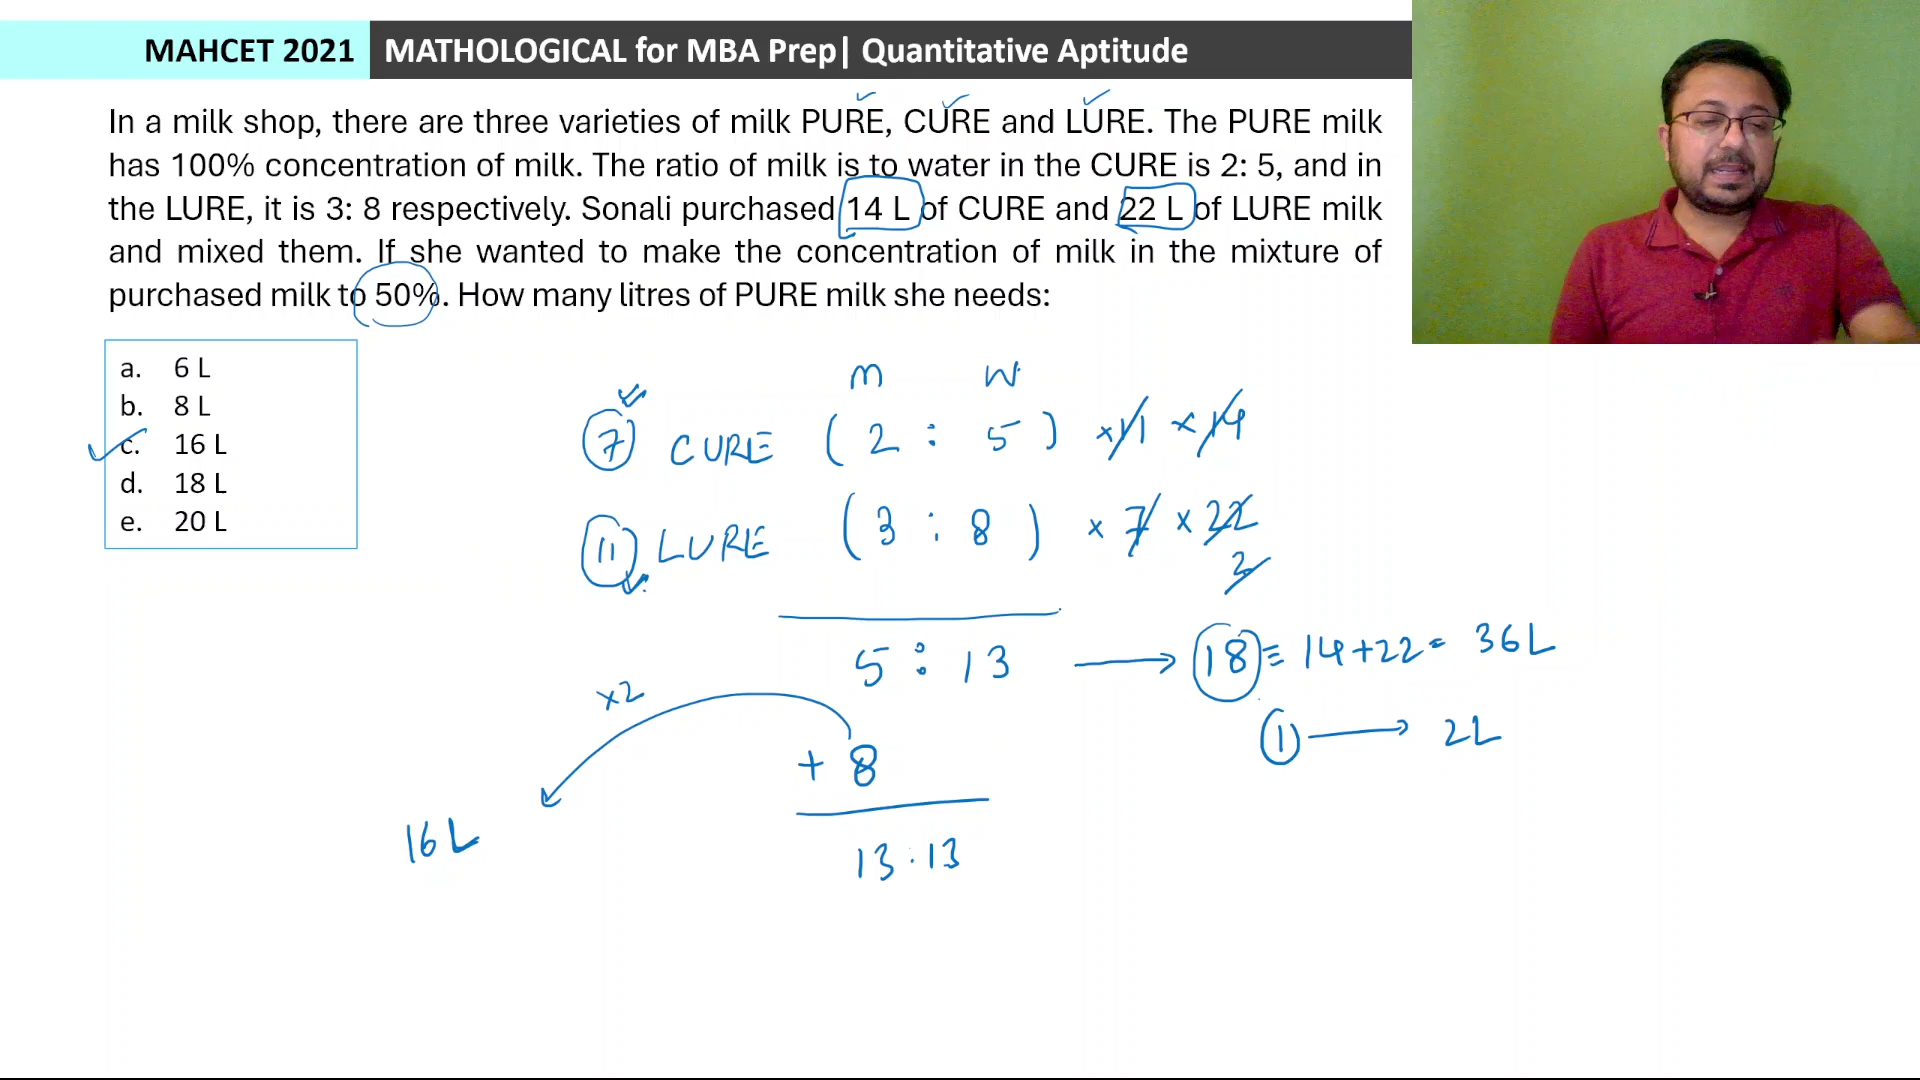 MAHCET 2021 MATHOLOGICAL for MBA Prep| Quantitative Aptitude
In a milk shop, there are three varieties of milk PURE, CURE and LURE. The PURE milk
has 100% concentration of milk. The ratio of milk is to water in the CURE is 2: 5, and in
the LURE, it is 3: 8 respectively. Sonali purchased 14 L of CURE and 22 L of LURE milk
and mixed them. If she wanted to make the concentration of milk in the mixture of
purchased milk to 50%. How many litres of PURE milk she needs:
a. 6 L
b. 8 L
c. 16 L
d. 18 L
e. 20 L
m w
7 CURE ( 2 : 5 ) ×11 ×14
11 LURE ( 3 : 8 ) × 7 × 22
2
5 : 13 → 18 ≡ 14+22= 36L
×2
1 → 2L
+ 8
16L
13:13